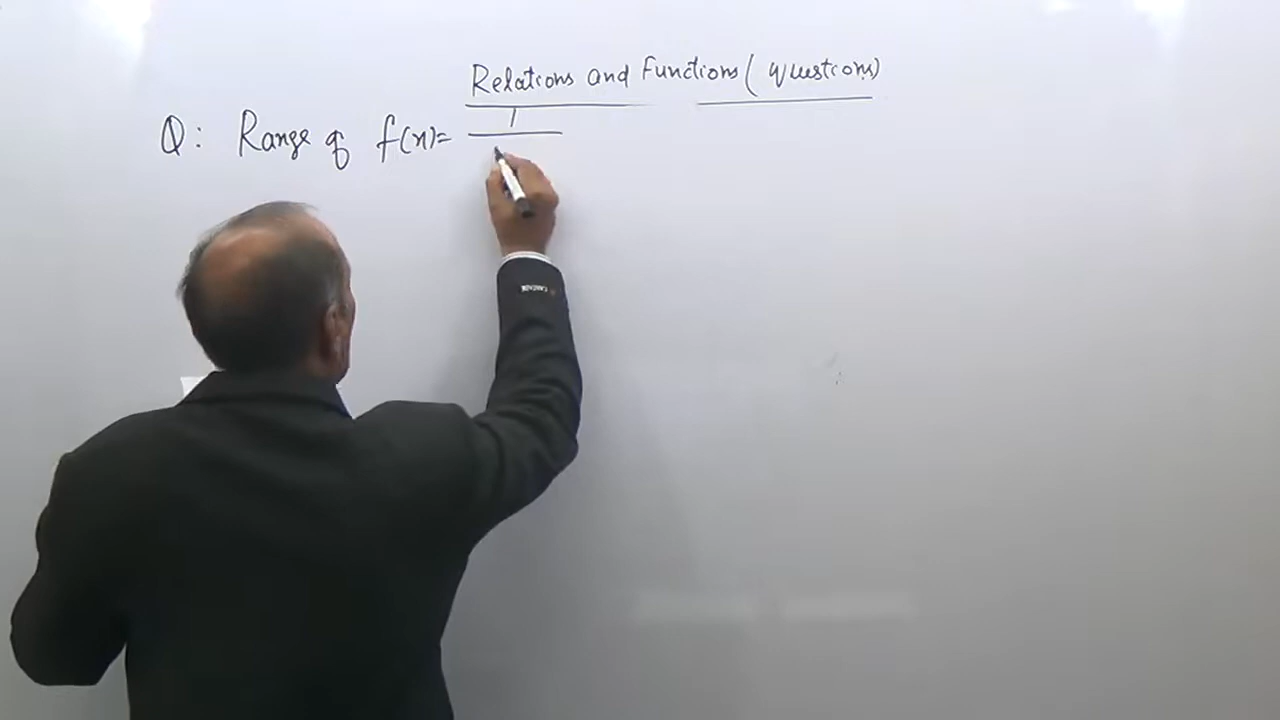 Relations and Functions (Questions)
Q: Range of f(x)= 1/